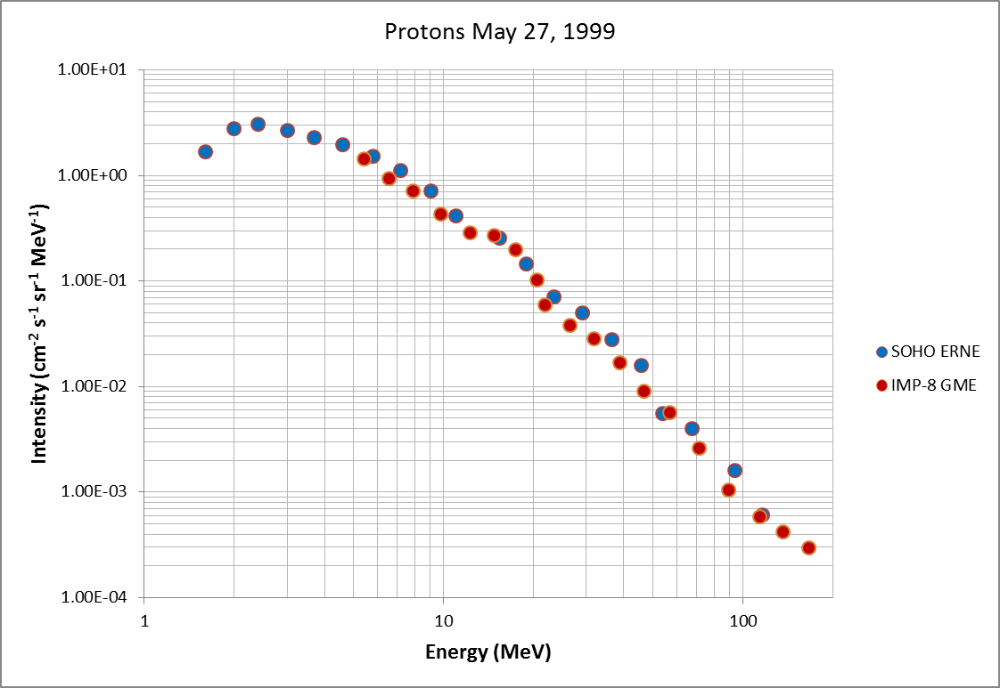 Protons May 27, 1999
1.00E+01
1.00E+00
1.00E-01
1.00E-02
1.00E-03
1.00E-04
Intensity (cm-2 s-1 sr-1 MeV-1)
1 10 100
Energy (MeV)
SOHO ERNE
IMP-8 GME